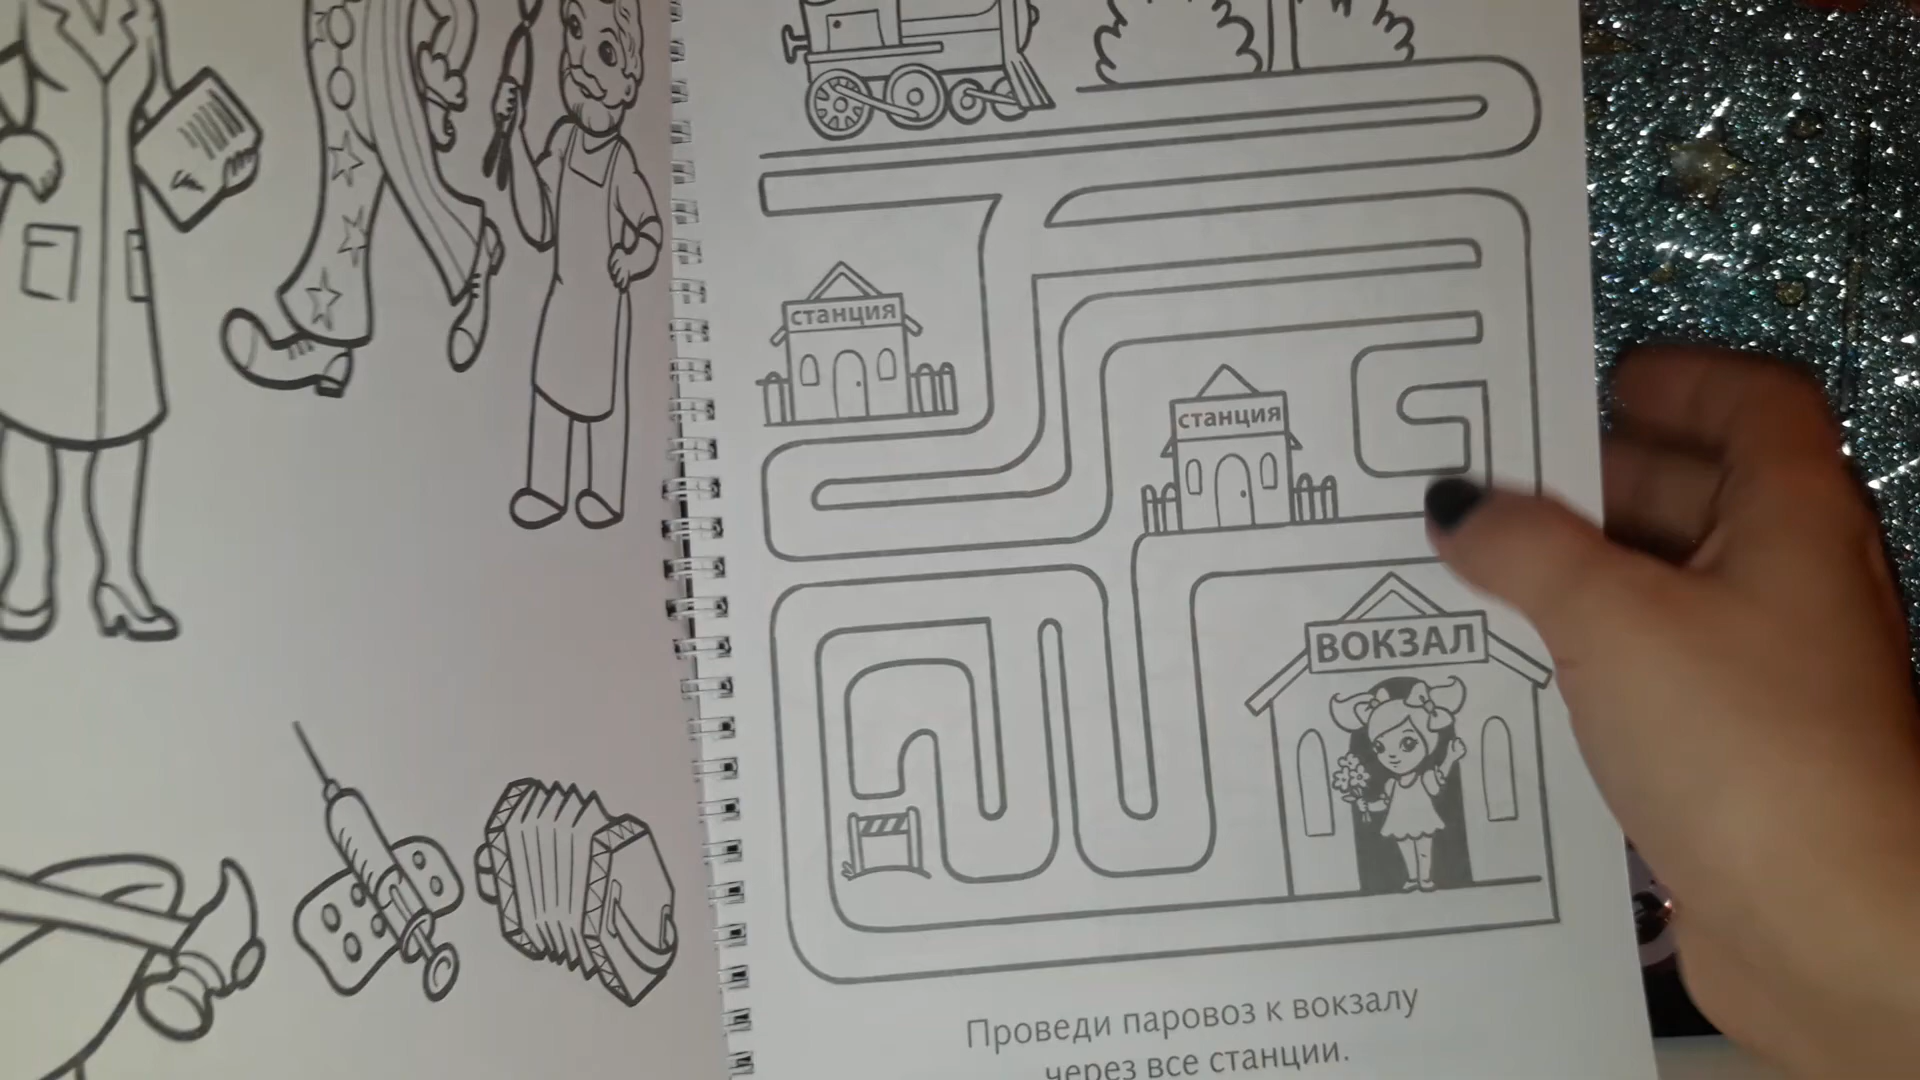 станция
станция
ВОКЗАЛ
Проведи паровоз к вокзалу
через все станции.